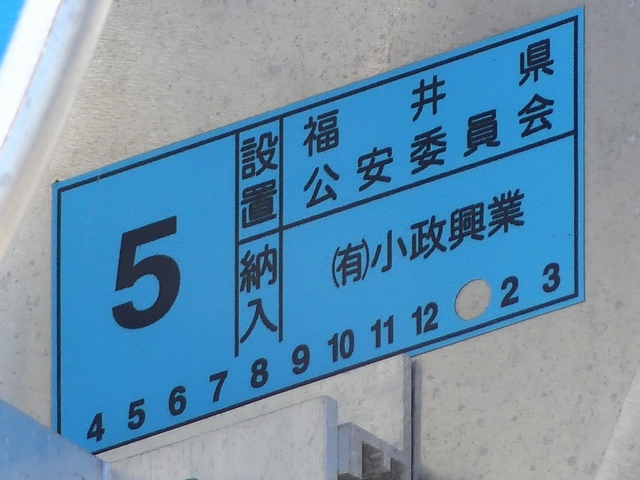 5
設置
福井県
公安委員会
納入
(有)小政興業
4 5 6 7 8 9 10 11 12 2 3